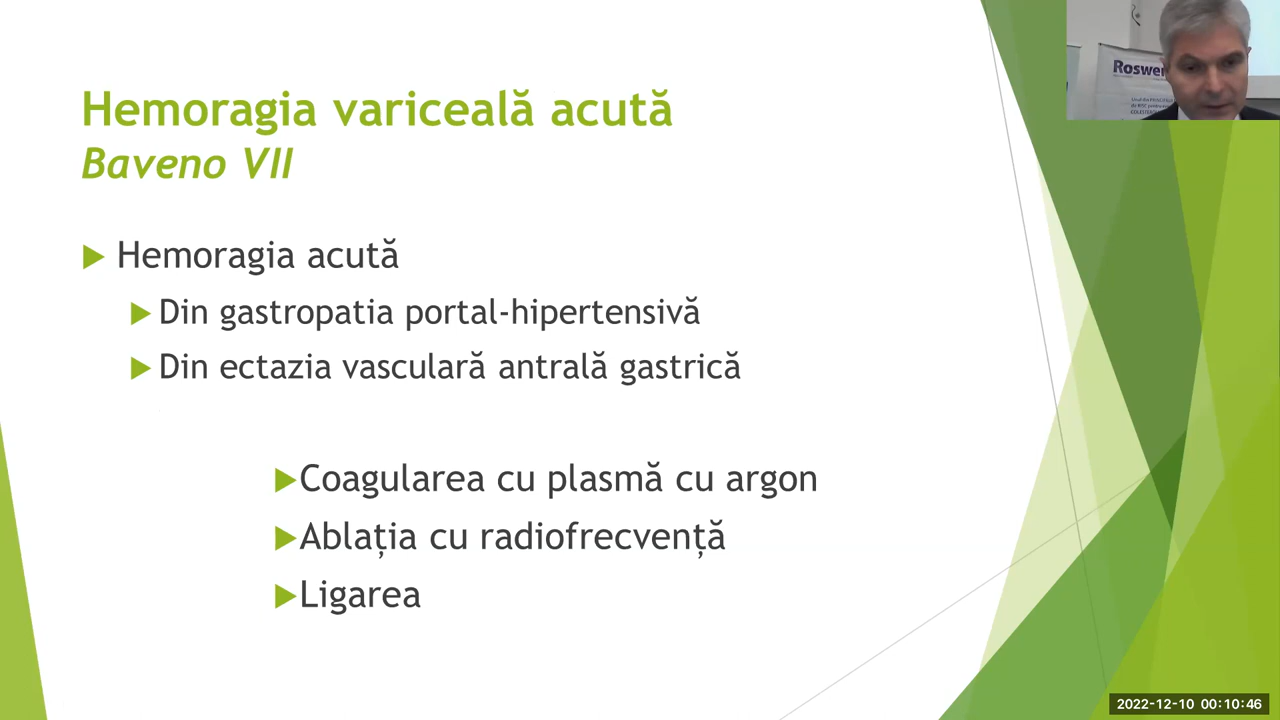 Hemoragia variceală acută
Baveno VII
Hemoragia acută
Din gastropatia portal-hipertensivă
Din ectazia vasculară antrală gastrică
Coagularea cu plasmă cu argon
Ablația cu radiofrecvență
Ligarea
2022-12-10 00:10:46